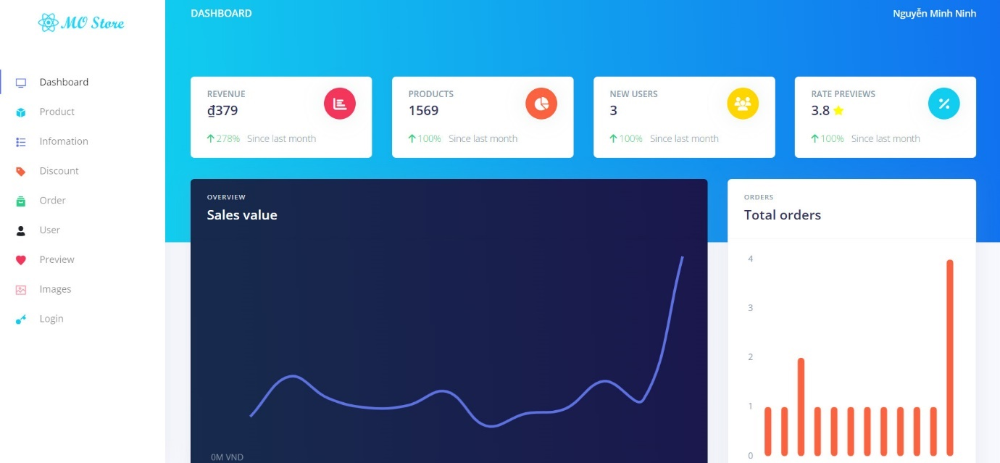 MO Store
DASHBOARD
Nguyễn Minh Ninh
Dashboard
Product
Infomation
Discount
Order
User
Preview
Images
Login
REVENUE
₫379
278% Since last month
PRODUCTS
1569
100% Since last month
NEW USERS
3
100% Since last month
RATE PREVIEWS
3.8
100% Since last month
OVERVIEW
Sales value
0M VND
ORDERS
Total orders
4
3
2
1
0